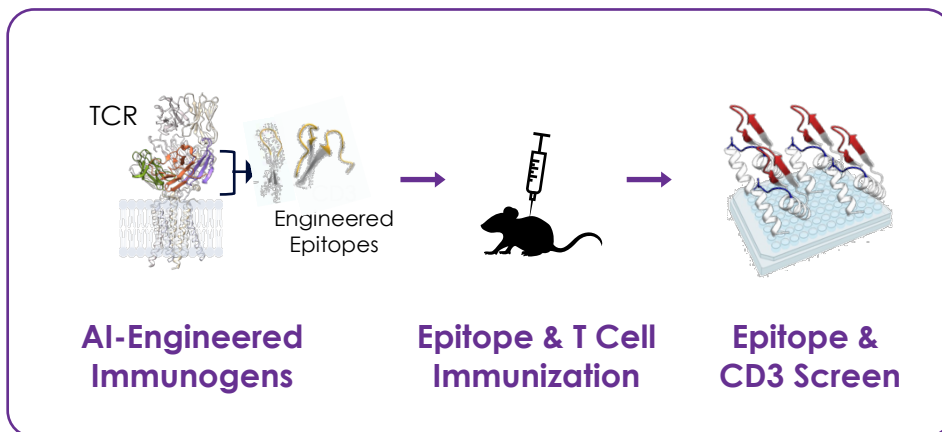 TCR
Engineered
Epitopes
AI-Engineered
Immunogens
Epitope & T Cell
Immunization
Epitope &
CD3 Screen